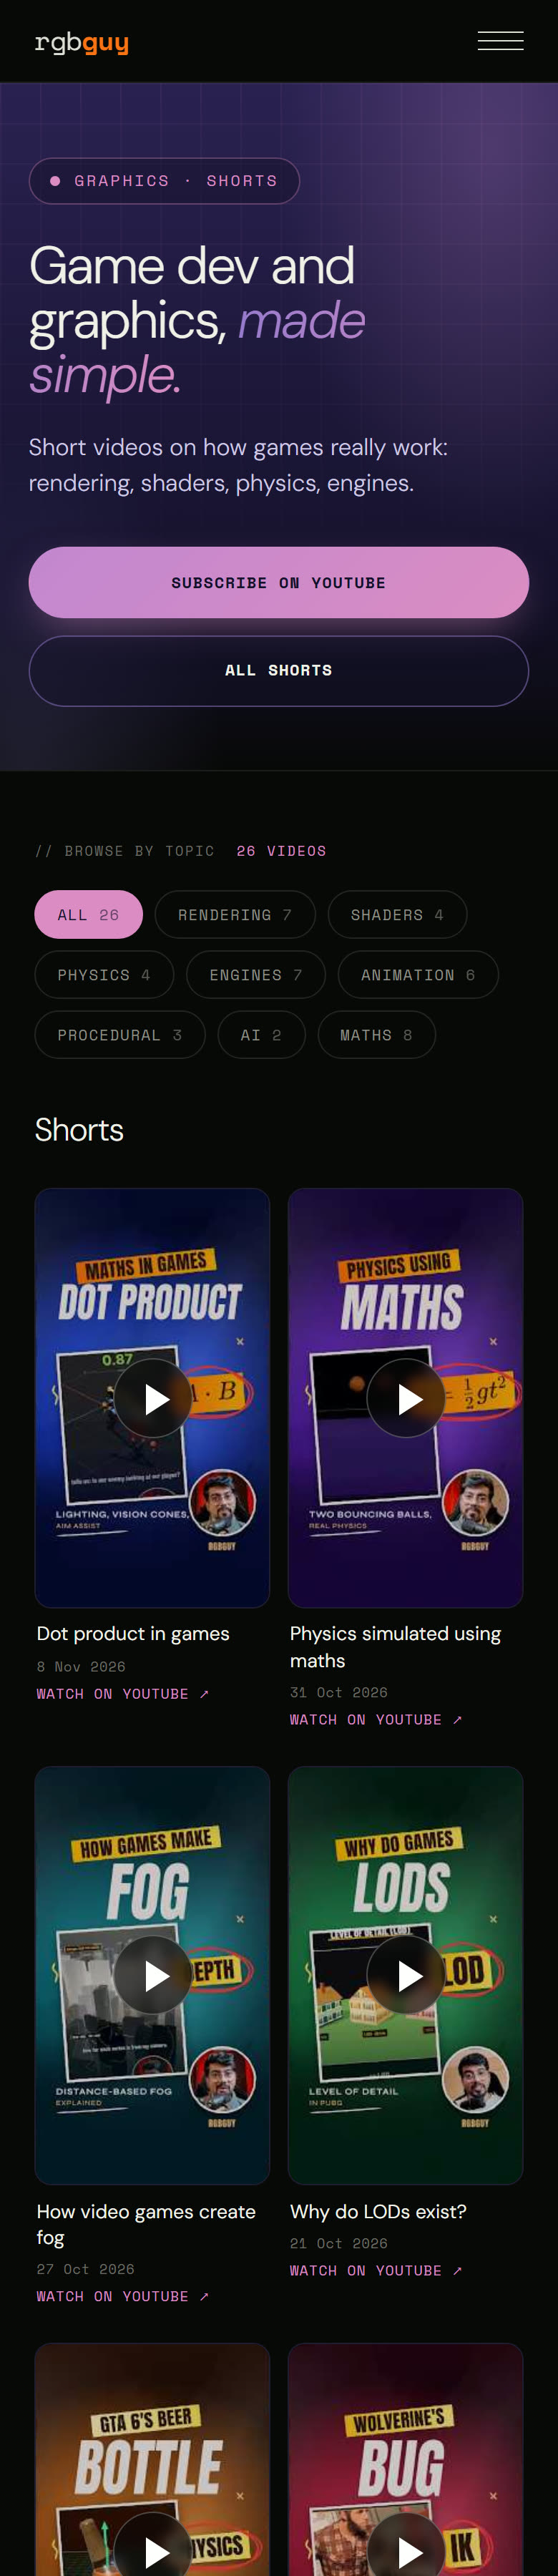 rgbguy
GRAPHICS · SHORTS
Game dev and
graphics, made
simple.
Short videos on how games really work:
rendering, shaders, physics, engines.
SUBSCRIBE ON YOUTUBE
ALL SHORTS
// BROWSE BY TOPIC 26 VIDEOS
ALL 26
RENDERING 7
SHADERS 4
PHYSICS 4
ENGINES 7
ANIMATION 6
PROCEDURAL 3
AI 2
MATHS 8
Shorts
MATHS IN GAMES
DOT PRODUCT
0.87
· B
LIGHTING, VISION CONES,
AIM ASSIST
RGBGUY
Dot product in games
8 Nov 2026
WATCH ON YOUTUBE ↗
PHYSICS USING
MATHS
= ½gt²
TWO BOUNCING BALLS,
REAL PHYSICS
RGBGUY
Physics simulated using
maths
31 Oct 2026
WATCH ON YOUTUBE ↗
HOW GAMES MAKE
FOG
EPTH
DISTANCE-BASED FOG
EXPLAINED
RGBGUY
How video games create
fog
27 Oct 2026
WATCH ON YOUTUBE ↗
WHY DO GAMES
LODS
LEVEL OF DETAIL (LOD)
LOD
LEVEL OF DETAIL
IN PUBG
RGBGUY
Why do LODs exist?
21 Oct 2026
WATCH ON YOUTUBE ↗
GTA 6'S BEER
BOTTLE
YSICS
WOLVERINE'S
BUG
IK